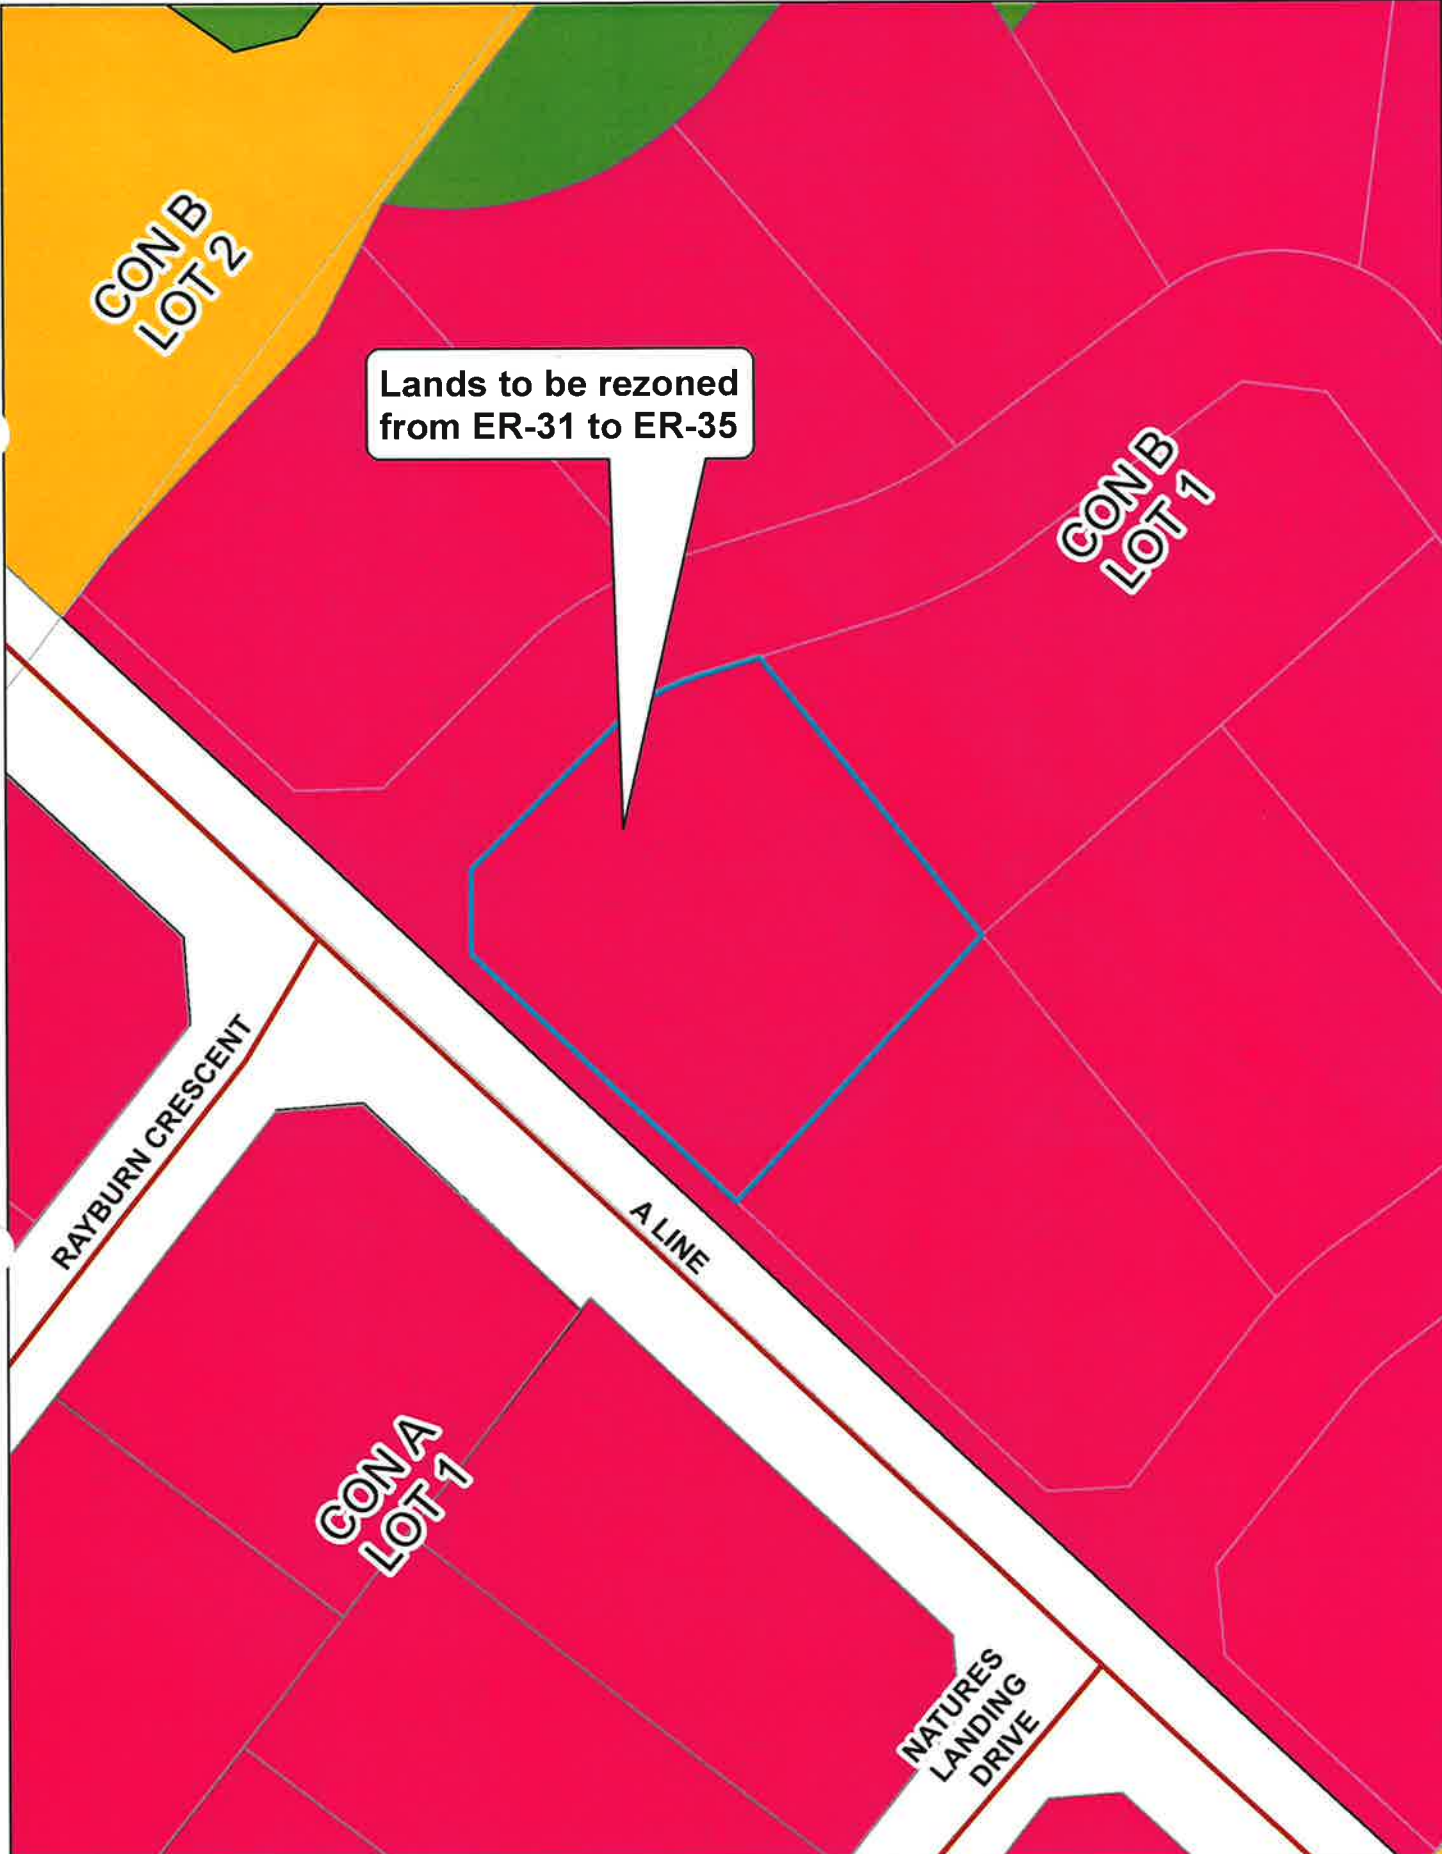 CON B
LOT 2
Lands to be rezoned
from ER-31 to ER-35
CON B
LOT 1
RAYBURN CRESCENT
A LINE
CON A
LOT 1
NATURES
LANDING
DRIVE